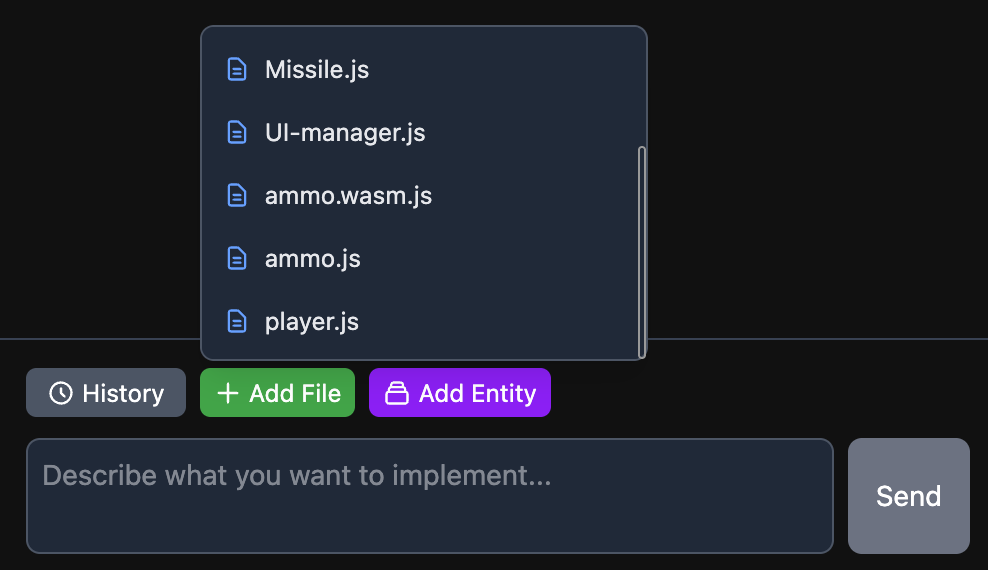 Missile.js
UI-manager.js
ammo.wasm.js
ammo.js
player.js
History
Add File
Add Entity
Describe what you want to implement...
Send